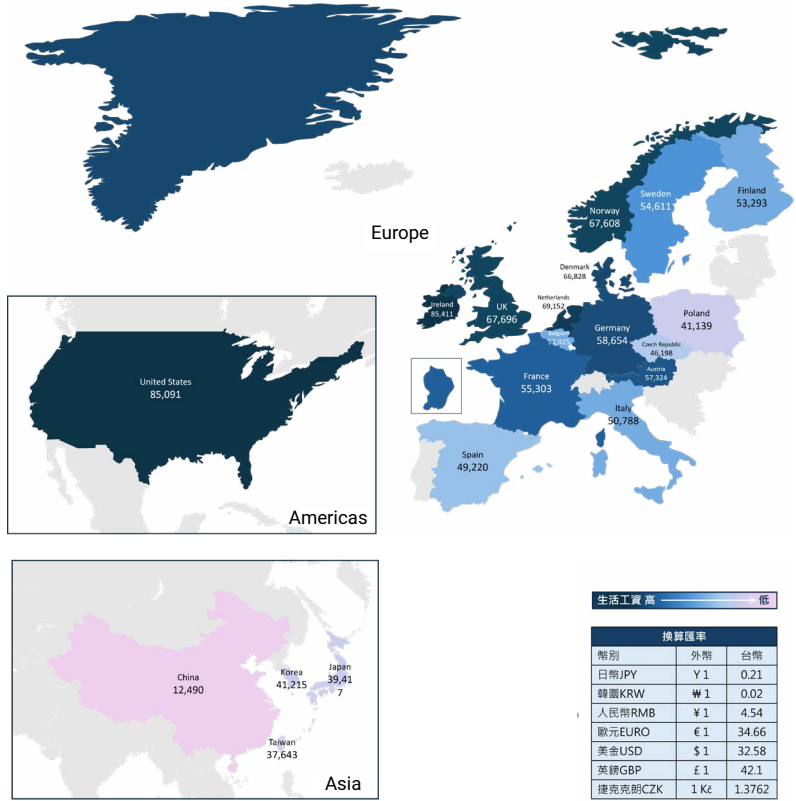 Europe
Norway
67,608
Sweden
54,611
Finland
53,293
Denmark
66,828
Netherlands
69,152
Ireland
85,411
UK
67,696
Belgium
52,925
Germany
58,654
Poland
41,139
Czech Republic
46,198
Austria
57,324
France
55,303
Italy
50,788
Spain
49,220
United States
85,091
Americas
China
12,490
Korea
41,215
Japan
39,41
7
Taiwan
37,643
Asia
生活工資 高 低
換算匯率
幣別 外幣 台幣
日幣JPY Y 1 0.21
韓圜KRW ₩ 1 0.02
人民幣RMB ¥ 1 4.54
歐元EURO € 1 34.66
美金USD $ 1 32.58
英鎊GBP £ 1 42.1
捷克克朗CZK 1 Kč 1.3762